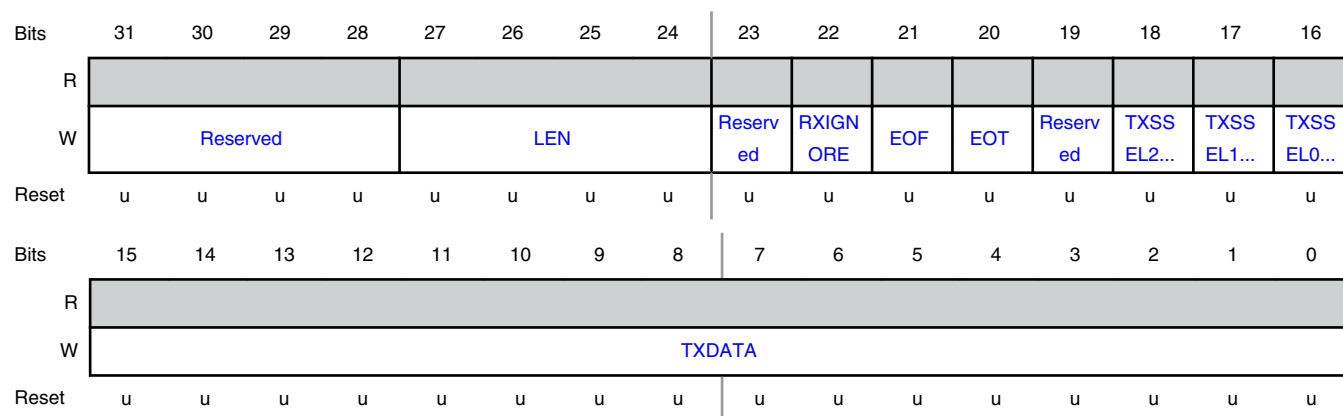 Bits 31 30 29 28 27 26 25 24 23 22 21 20 19 18 17 16
R
W Reserved LEN Reserv RXIGN EOF EOT Reserv TXSS TXSS TXSS
ed ORE ed EL2... EL1... EL0...
Reset u u u u u u u u u u u u u u u u
Bits 15 14 13 12 11 10 9 8 7 6 5 4 3 2 1 0
R
W TXDATA
Reset u u u u u u u u u u u u u u u u